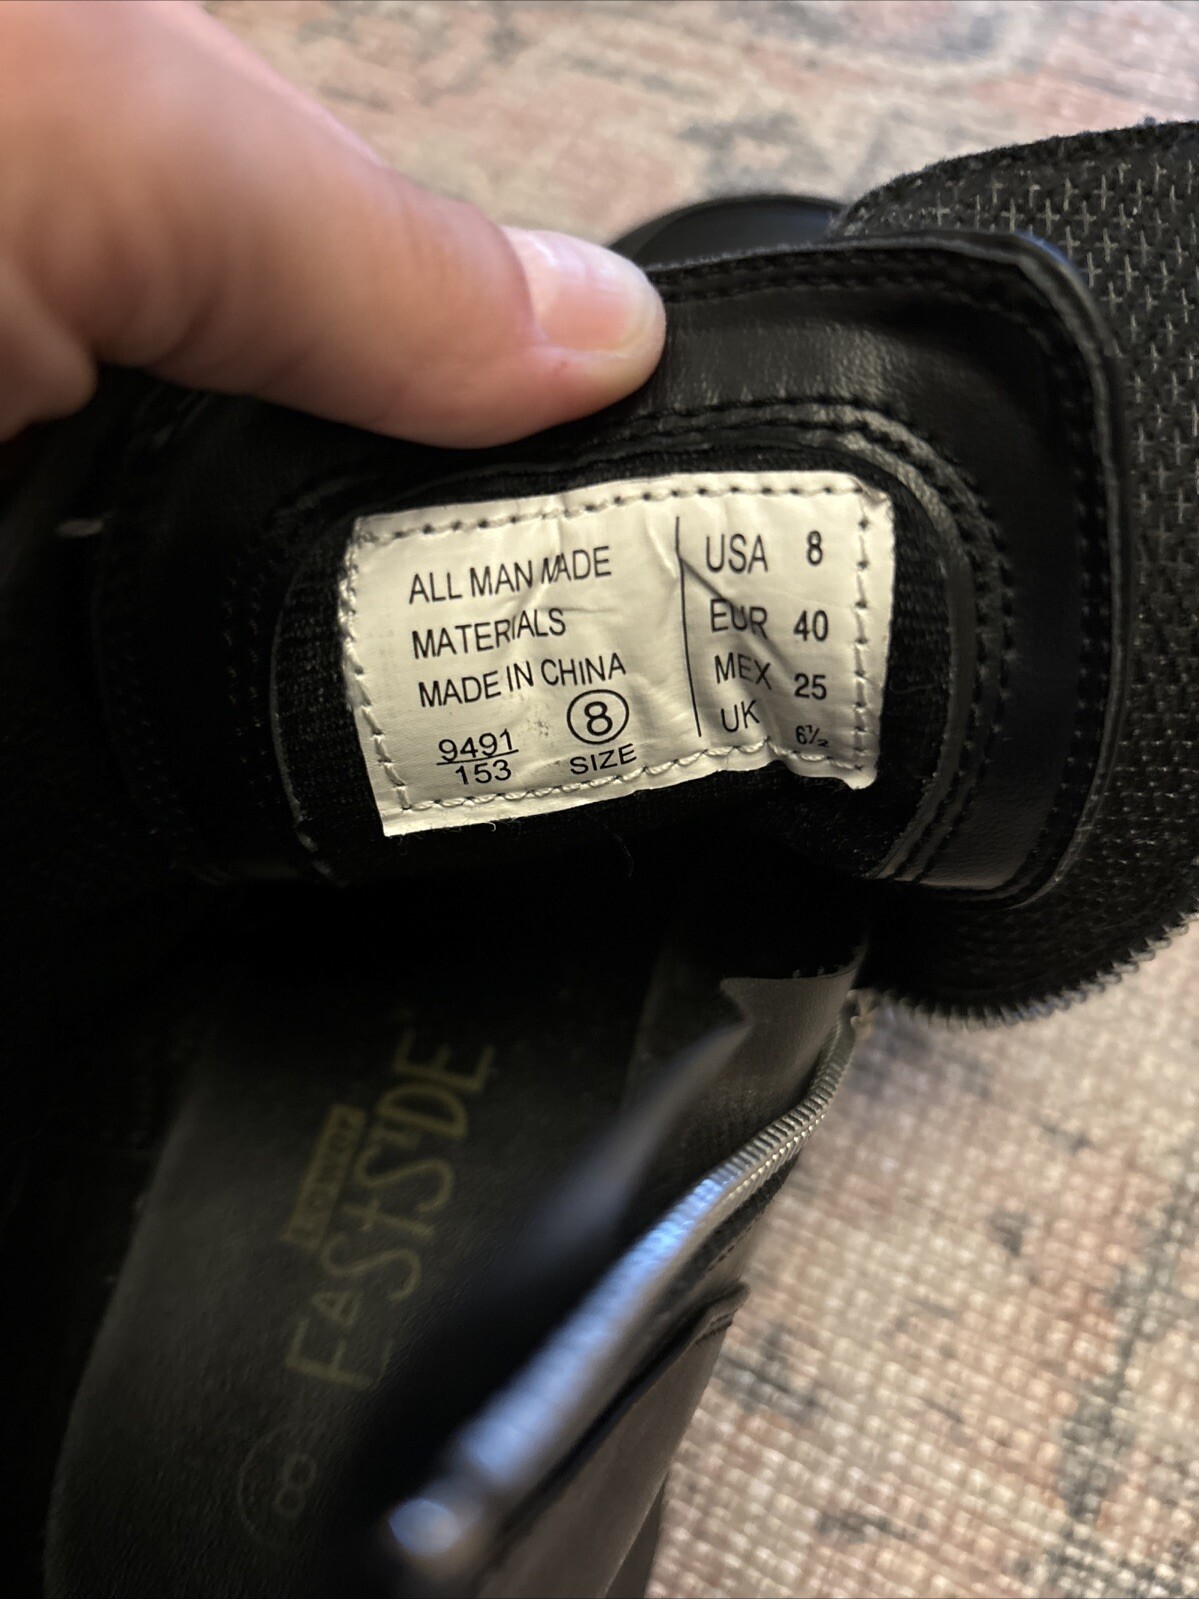 ALL MAN MADE
MATERIALS
MADE IN CHINA
9491
153
8
SIZE
USA 8
EUR 40
MEX 25
UK 6½
EASTSIDE
8